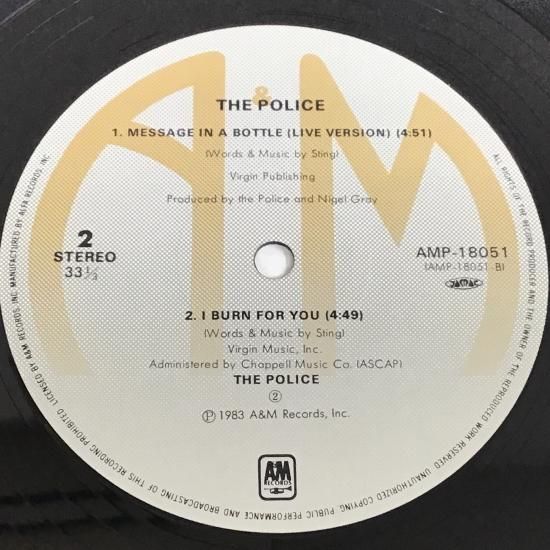 A&M
THE POLICE
1. MESSAGE IN A BOTTLE (LIVE VERSION) (4:51)
(Words & Music by Sting)
Virgin Publishing
Produced by the Police and Nigel Gray
2
STEREO
33⅓
AMP-18051
(AMP-18051-B)
JASRAC
2. I BURN FOR YOU (4:49)
(Words & Music by Sting)
Virgin Music, Inc.
Administered by Chappell Music Co. (ASCAP)
THE POLICE
②
Ⓟ 1983 A&M Records, Inc.
A&M
RECORDS
ALL RIGHTS OF THE RECORD PRODUCER AND THE OWNER OF THE REPRODUCED WORK RESERVED. UNAUTHORIZED COPYING, PUBLIC PERFORMANCE AND BROADCASTING OF THIS RECORDING PROHIBITED. LICENSED BY A&M RECORDS, INC. MANUFACTURED BY ALFA RECORDS, INC.